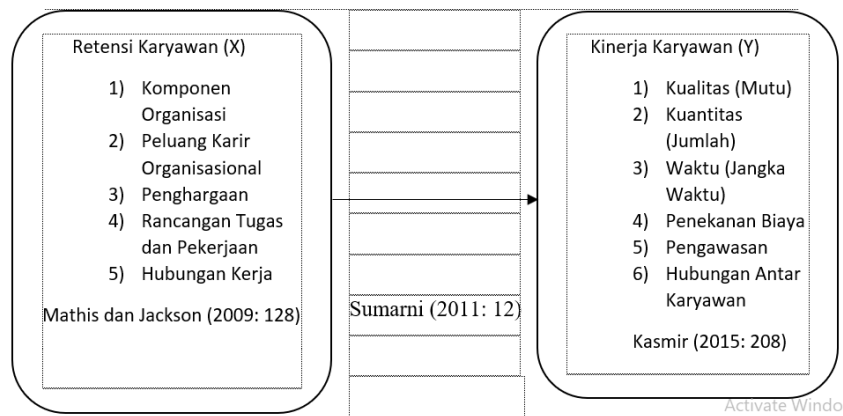 Retensi Karyawan (X)
1) Komponen
Organisasi
2) Peluang Karir
Organisasional
3) Penghargaan
4) Rancangan Tugas
dan Pekerjaan
5) Hubungan Kerja
Mathis dan Jackson (2009: 128)
Sumarni (2011: 12)
Kinerja Karyawan (Y)
1) Kualitas (Mutu)
2) Kuantitas
(Jumlah)
3) Waktu (Jangka
Waktu)
4) Penekanan Biaya
5) Pengawasan
6) Hubungan Antar
Karyawan
Kasmir (2015: 208)
Activate Windo